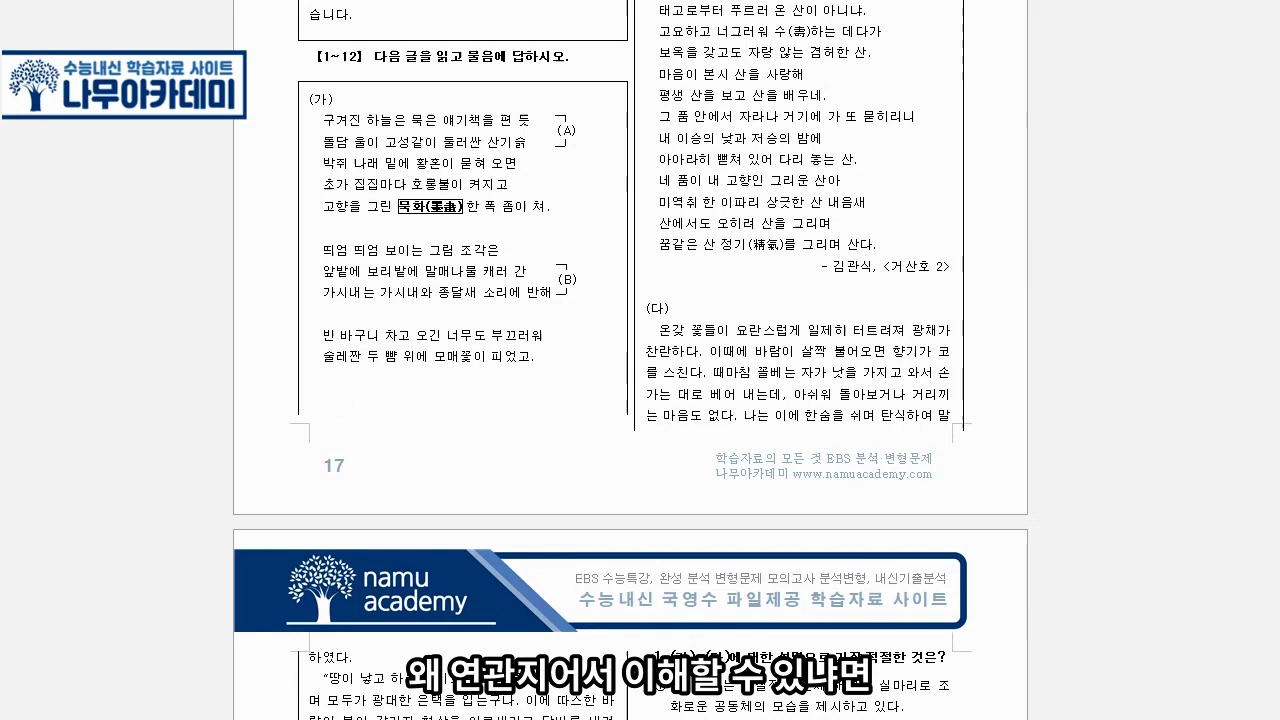 수능내신 학습자료 사이트
나무아카데미
습니다.
【1~12】 다음 글을 읽고 물음에 답하시오.
(가)
구겨진 하늘은 묵은 얘기책을 편 듯
돌담 울이 고성같이 둘러싼 산기슭
(A)
박쥐 나래 밑에 황혼이 묻혀 오면
초가 집집마다 호롱불이 켜지고
고향을 그린 묵화(墨畵) 한 폭 좀이 쳐.
띄엄 띄엄 보이는 그림 조각은
앞밭에 보리밭에 말매나물 캐러 간
가시내는 가시내와 종달새 소리에 반해
(B)
빈 바구니 차고 오긴 너무도 부끄러워
술레짠 두 뺨 위에 모매꽃이 피었고.
태고로부터 푸르러 온 산이 아니냐.
고요하고 너그러워 수(壽)하는 데다가
보옥을 갖고도 자랑 않는 겸허한 산.
마음이 본시 산을 사랑해
평생 산을 보고 산을 배우네.
그 품 안에서 자라나 거기에 가 또 묻히리니
내 이승의 낮과 저승의 밤에
아아라히 뻗쳐 있어 다리 놓는 산.
네 품이 내 고향인 그리운 산아
미역취 한 이파리 상긋한 산 내음새
산에서도 오히려 산을 그리며
꿈같은 산 정기(精氣)를 그리며 산다.
- 김관식, <거산호 2>
(다)
온갖 꽃들이 요란스럽게 일제히 터트려져 광채가
찬란하다. 이때에 바람이 살짝 불어오면 향기가 코
를 스친다. 때마침 꼴베는 자가 낫을 가지고 와서 손
가는 대로 베어 내는데, 아쉬워 돌아보거나 거리끼
는 마음도 없다. 나는 이에 한숨을 쉬며 탄식하여 말
17
학습자료의 모든 것 EBS 분석·변형문제
나무아카데미 www.namuacademy.com
namu
academy
EBS 수능특강, 완성 분석 변형문제 모의고사 분석변형, 내신기출분석
수능내신 국영수 파일제공 학습자료 사이트
하였다.
“땅이 낳고 하
며 모두가 광대한 은택을 입는구나. 이에 따스한 바
적절한 것은?
실마리로 조
화로운 공동체의 모습을 제시하고 있다.
왜 연관지어서 이해할 수 있냐면